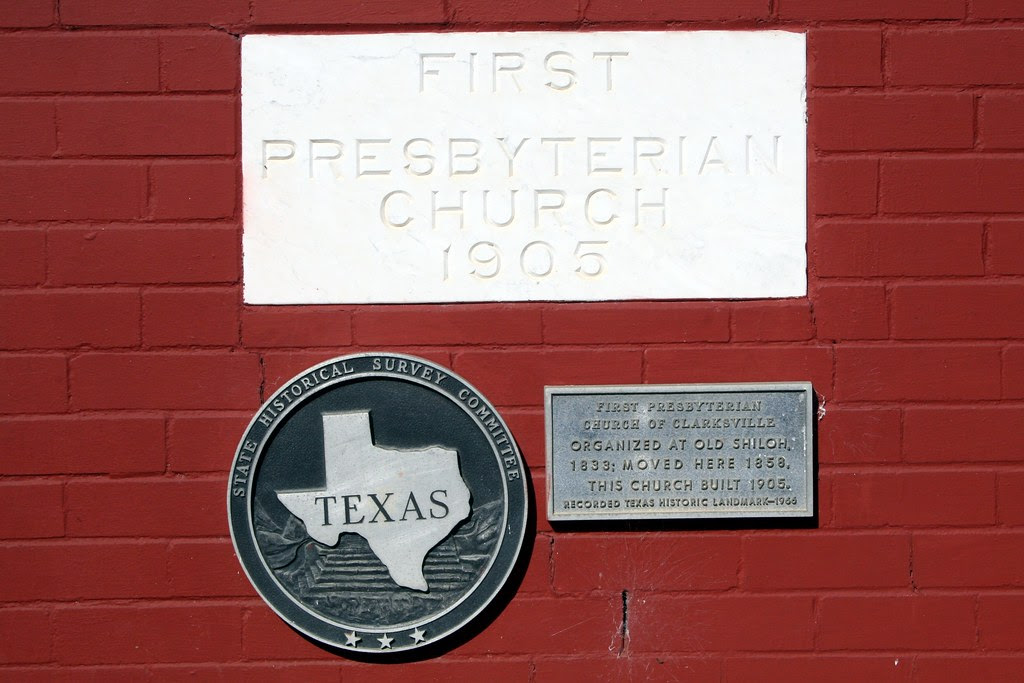 FIRST
PRESBYTERIAN
CHURCH
1905
STATE HISTORICAL SURVEY COMMITTEE
TEXAS
FIRST PRESBYTERIAN
CHURCH OF CLARKSVILLE
ORGANIZED AT OLD SHILOH,
1833; MOVED HERE 1858.
THIS CHURCH BUILT 1905.
RECORDED TEXAS HISTORIC LANDMARK-1966